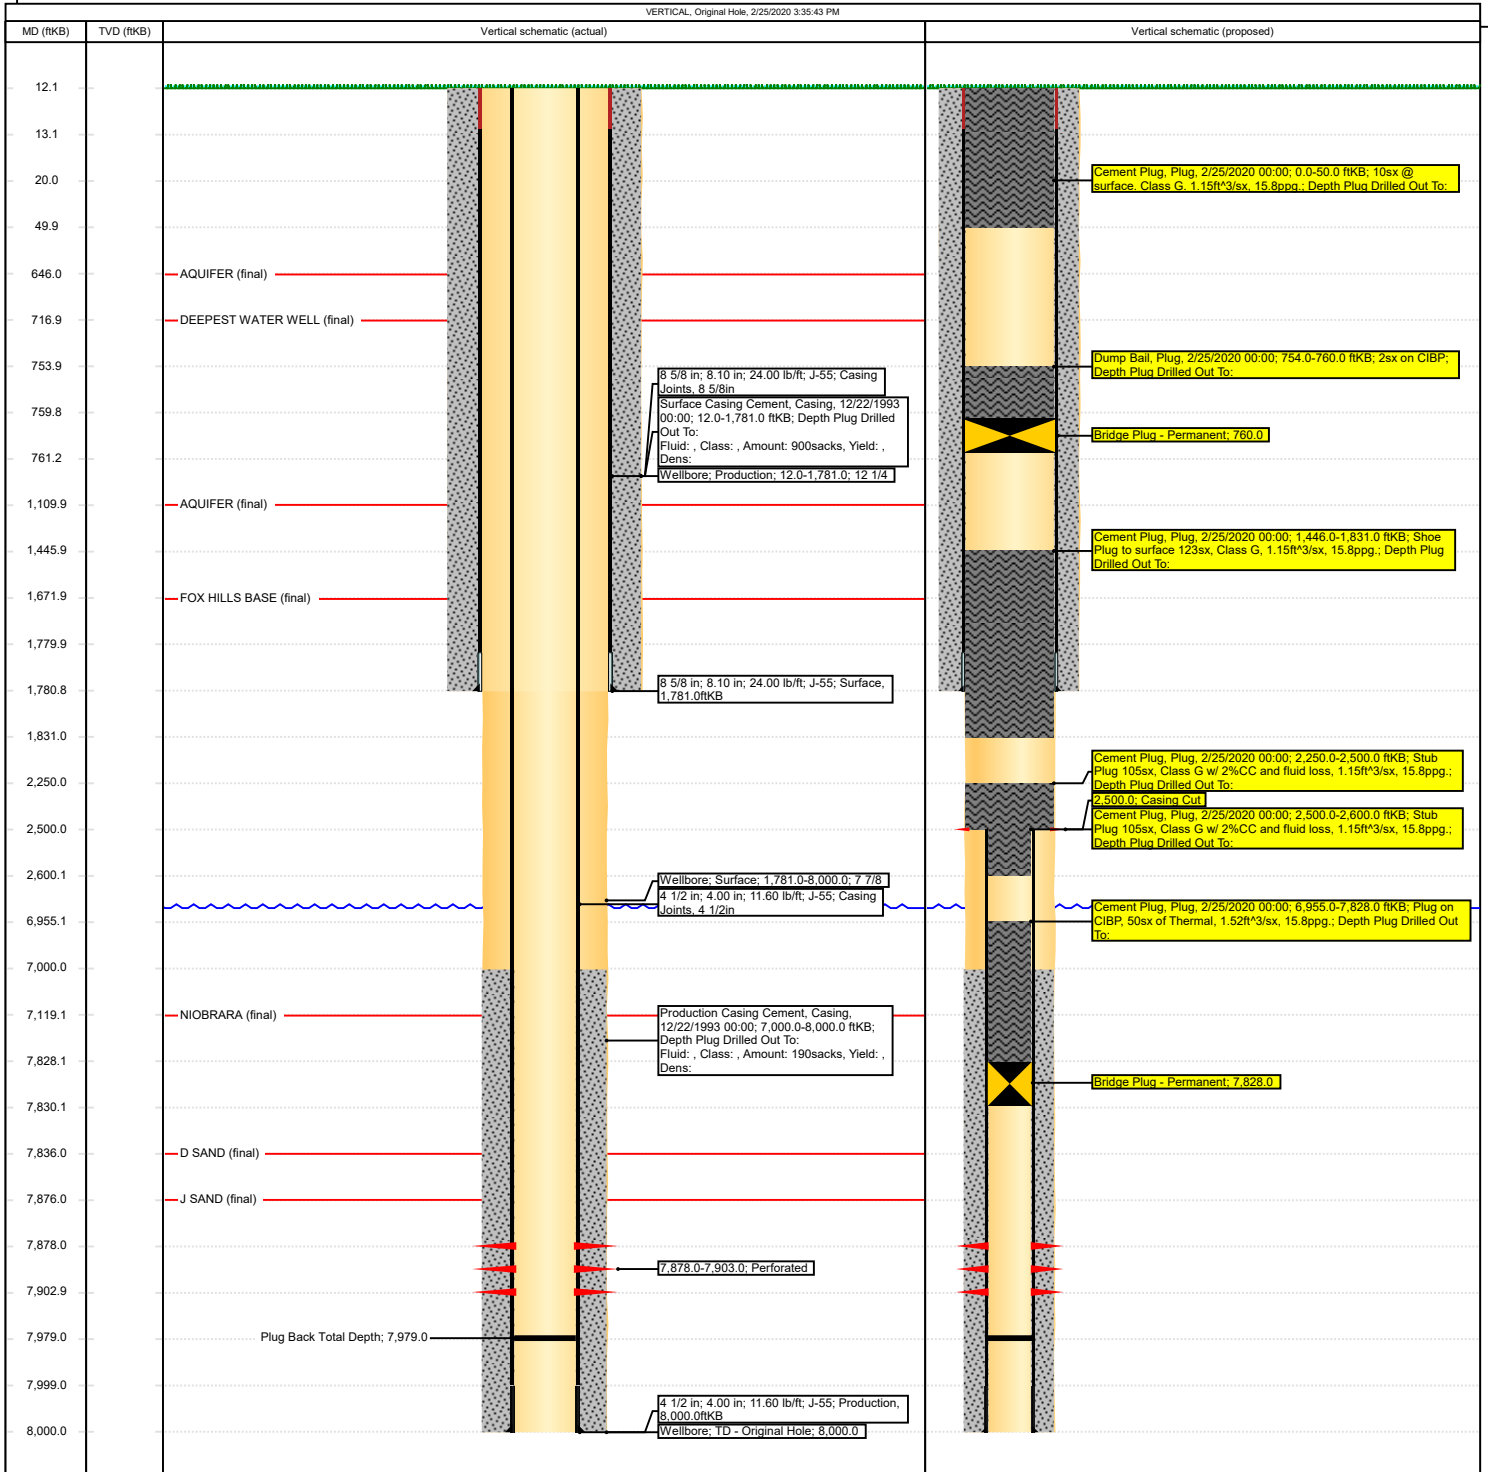 VERTICAL, Original Hole, 2/25/2020 3:35:43 PM
MD (ftKB)
TVD (ftKB)
Vertical schematic (actual)
Vertical schematic (proposed)
12.1
13.1
20.0
Cement Plug, Plug, 2/25/2020 00:00; 0.0-50.0 ftKB; 10sx @
surface. Class G. 1.15ft^3/sx, 15.8ppg.; Depth Plug Drilled Out To:
49.9
646.0
AQUIFER (final)
716.9
DEEPEST WATER WELL (final)
753.9
Dump Bail, Plug, 2/25/2020 00:00; 754.0-760.0 ftKB; 2sx on CIBP;
Depth Plug Drilled Out To:
8 5/8 in; 8.10 in; 24.00 lb/ft; J-55; Casing
Joints, 8 5/8in
759.8
Surface Casing Cement, Casing, 12/22/1993
00:00; 12.0-1,781.0 ftKB; Depth Plug Drilled
Out To:
Fluid: , Class: , Amount: 900sacks, Yield: ,
Dens:
Bridge Plug - Permanent; 760.0
761.2
Wellbore; Production; 12.0-1,781.0; 12 1/4
1,109.9
AQUIFER (final)
1,445.9
Cement Plug, Plug, 2/25/2020 00:00; 1,446.0-1,831.0 ftKB; Shoe
Plug to surface 123sx, Class G, 1.15ft^3/sx, 15.8ppg.; Depth Plug
Drilled Out To:
1,671.9
FOX HILLS BASE (final)
1,779.9
1,780.8
8 5/8 in; 8.10 in; 24.00 lb/ft; J-55; Surface,
1,781.0ftKB
1,831.0
2,250.0
Cement Plug, Plug, 2/25/2020 00:00; 2,250.0-2,500.0 ftKB; Stub
Plug 105sx, Class G w/ 2%CC and fluid loss, 1.15ft^3/sx, 15.8ppg.;
Depth Plug Drilled Out To:
2,500.0; Casing Cut
2,500.0
Cement Plug, Plug, 2/25/2020 00:00; 2,500.0-2,600.0 ftKB; Stub
Plug 105sx, Class G w/ 2%CC and fluid loss, 1.15ft^3/sx, 15.8ppg.;
Depth Plug Drilled Out To:
2,600.1
Wellbore; Surface; 1,781.0-8,000.0; 7 7/8
4 1/2 in; 4.00 in; 11.60 lb/ft; J-55; Casing
Joints, 4 1/2in
6,955.1
Cement Plug, Plug, 2/25/2020 00:00; 6,955.0-7,828.0 ftKB; Plug on
CIBP, 50sx of Thermal, 1.52ft^3/sx, 15.8ppg.; Depth Plug Drilled Out
To:
7,000.0
7,119.1
NIOBRARA (final)
Production Casing Cement, Casing,
12/22/1993 00:00; 7,000.0-8,000.0 ftKB;
Depth Plug Drilled Out To:
Fluid: , Class: , Amount: 190sacks, Yield: ,
Dens:
7,828.1
Bridge Plug - Permanent; 7,828.0
7,830.1
7,836.0
D SAND (final)
7,876.0
J SAND (final)
7,878.0
7,878.0-7,903.0; Perforated
7,902.9
7,979.0
Plug Back Total Depth; 7,979.0
7,999.0
4 1/2 in; 4.00 in; 11.60 lb/ft; J-55; Production,
8,000.0ftKB
8,000.0
Wellbore; TD - Original Hole; 8,000.0